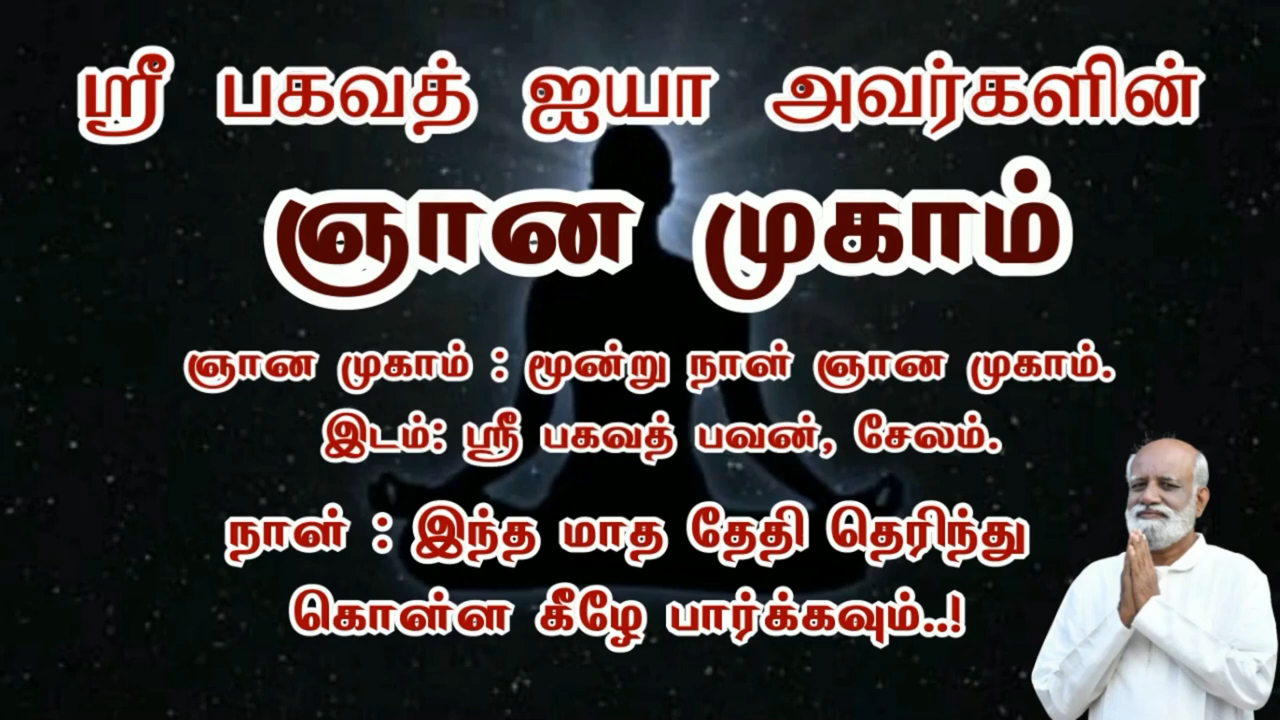 ஸ்ரீ பகவத் ஐயா அவர்களின்
ஞான முகாம்
ஞான முகாம் : மூன்று நாள் ஞான முகாம்.
இடம்: ஸ்ரீ பகவத் பவன், சேலம்.
நாள் : இந்த மாத தேதி தெரிந்து
கொள்ள கீழே பார்க்கவும்..!